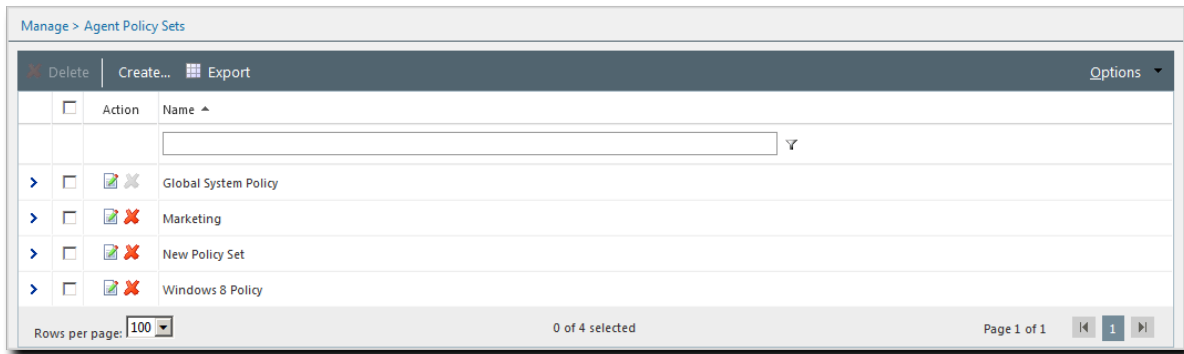 Manage > Agent Policy Sets
Delete Create... Export Options
Action Name
Global System Policy
Marketing
New Policy Set
Windows 8 Policy
Rows per page: 100 0 of 4 selected Page 1 of 1 1